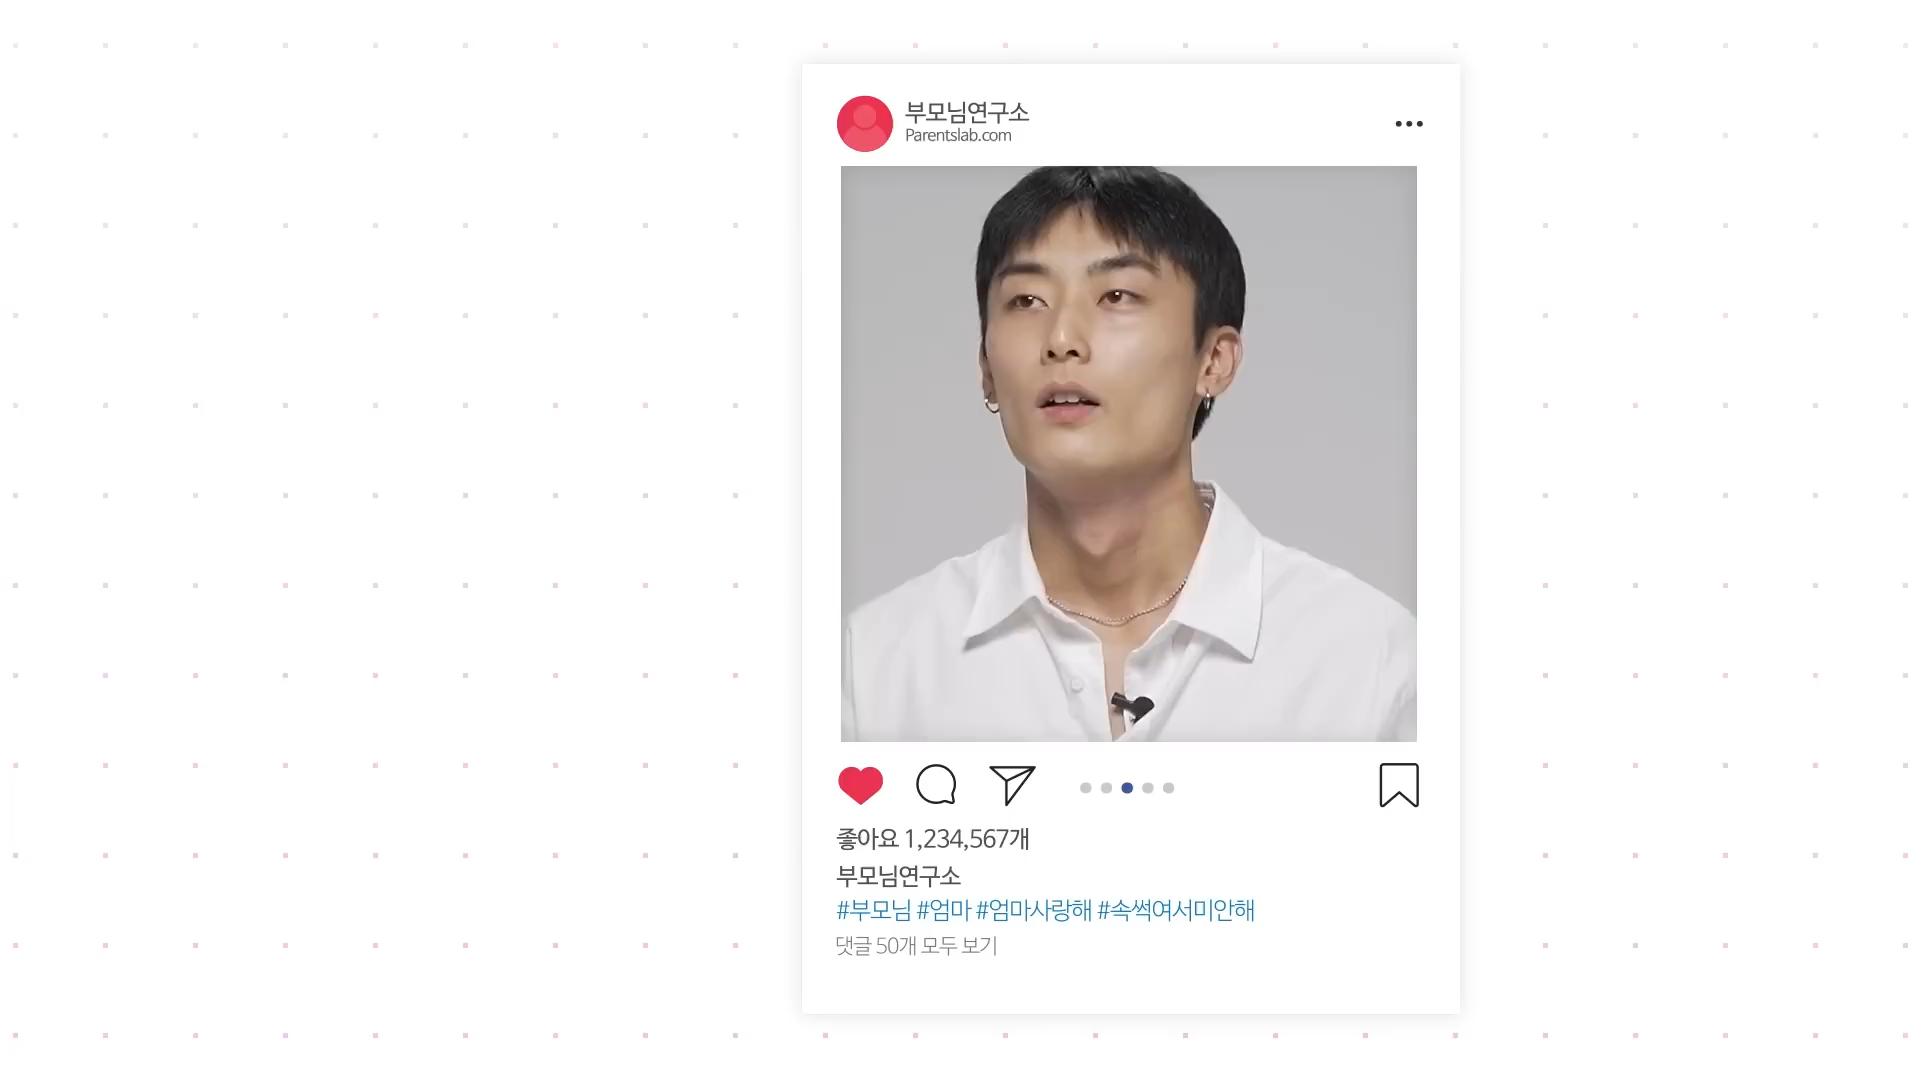 부모님연구소
Parentslab.com
좋아요 1,234,567개
부모님연구소
#부모님 #엄마 #엄마사랑해 #속썩여서미안해
댓글 50개 모두 보기